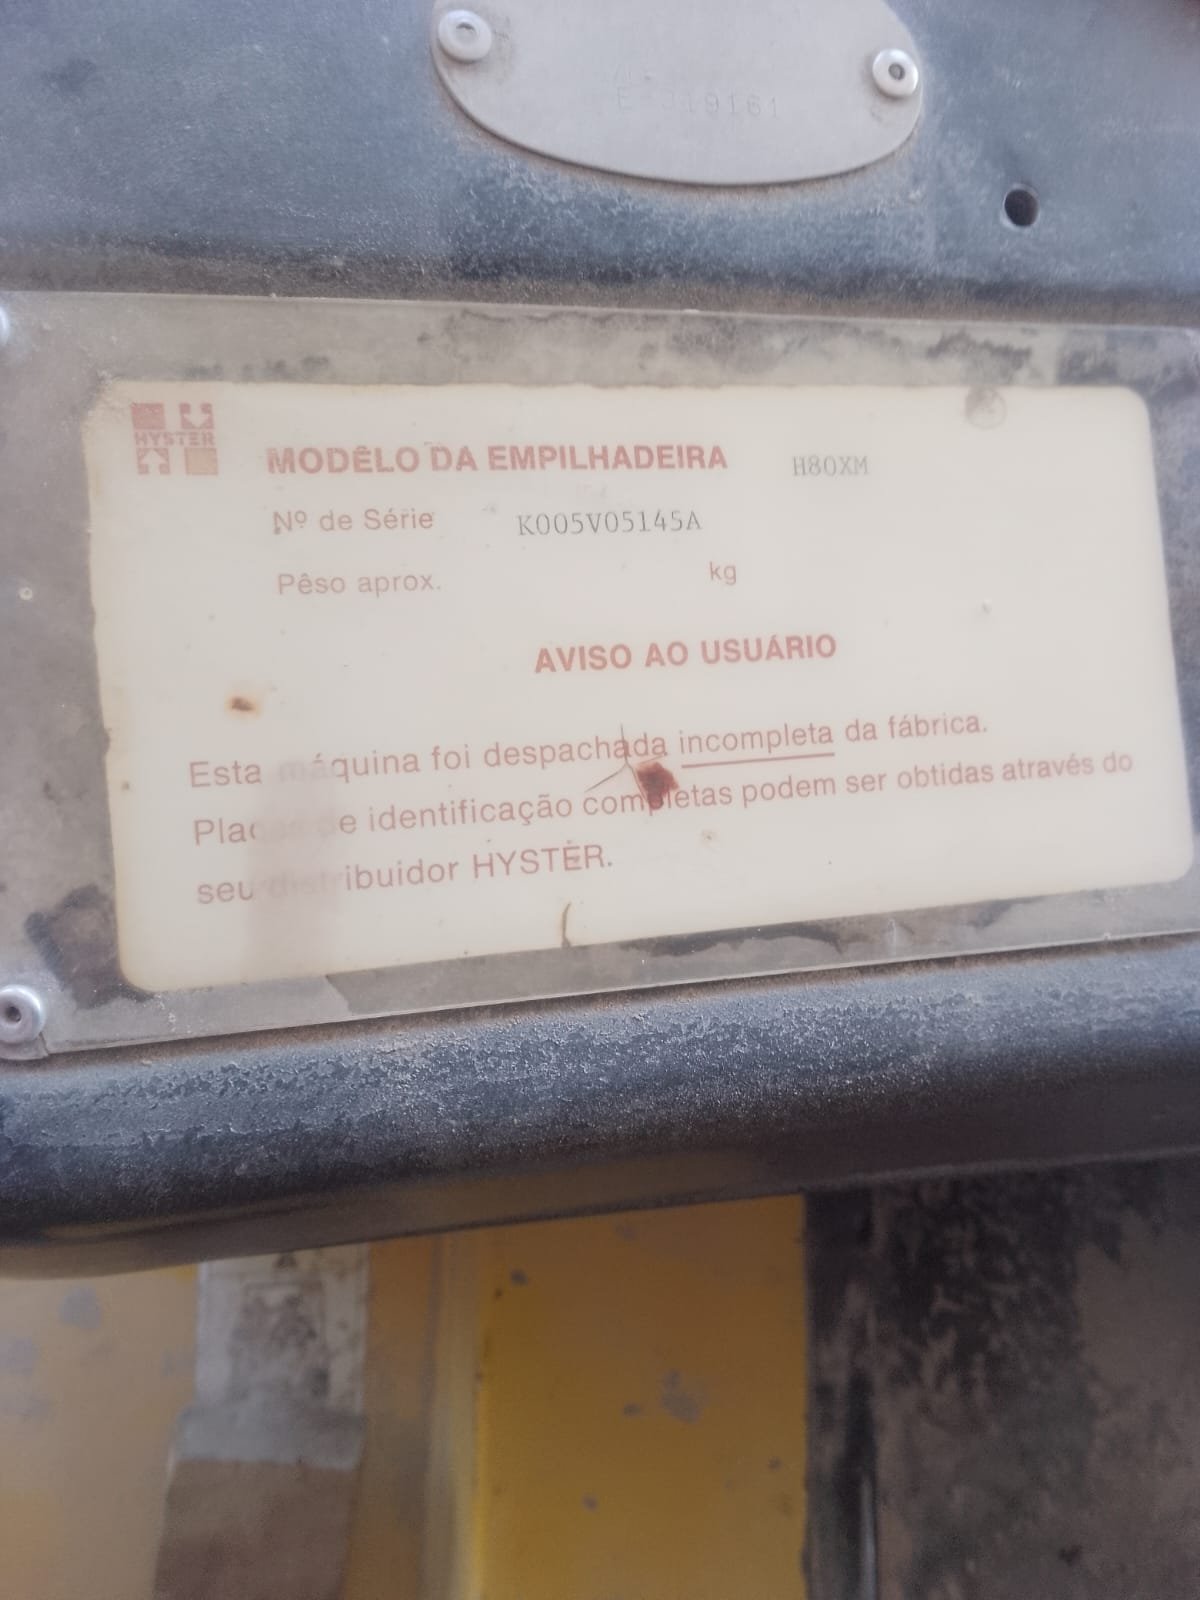 HYSTER
MODÊLO DA EMPILHADEIRA H80XM
Nº de Série K005V05145A
Pêso aprox. kg
AVISO AO USUÁRIO
Esta máquina foi despachada incompleta da fábrica.
Placas de identificação completas podem ser obtidas através do
seu distribuidor HYSTER.